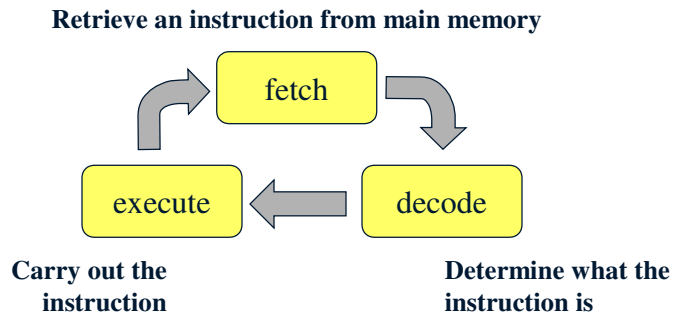 Retrieve an instruction from main memory
fetch
execute
decode
Carry out the
instruction
Determine what the
instruction is